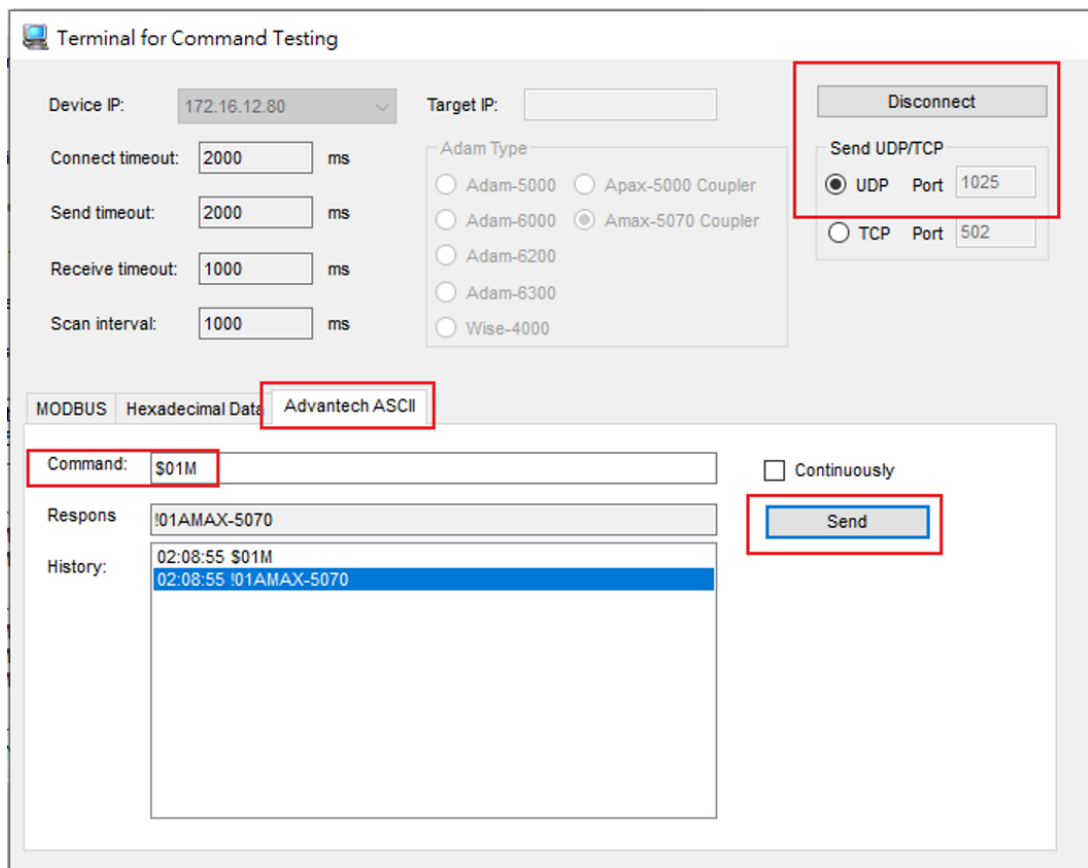 Terminal for Command Testing
Device IP: 172.16.12.80 Target IP: Disconnect
Connect timeout: 2000 ms Adam Type Send UDP/TCP
Adam-5000 Apax-5000 Coupler UDP Port 1025
Send timeout: 2000 ms Adam-6000 Amax-5070 Coupler TCP Port 502
Adam-6200
Receive timeout: 1000 ms Adam-6300
Scan interval: 1000 ms Wise-4000
MODBUS Hexadecimal Data Advantech ASCII
Command: $01M Continuously
Respons !01AMAX-5070 Send
History: 02:08:55 $01M
02:08:55 !01AMAX-5070